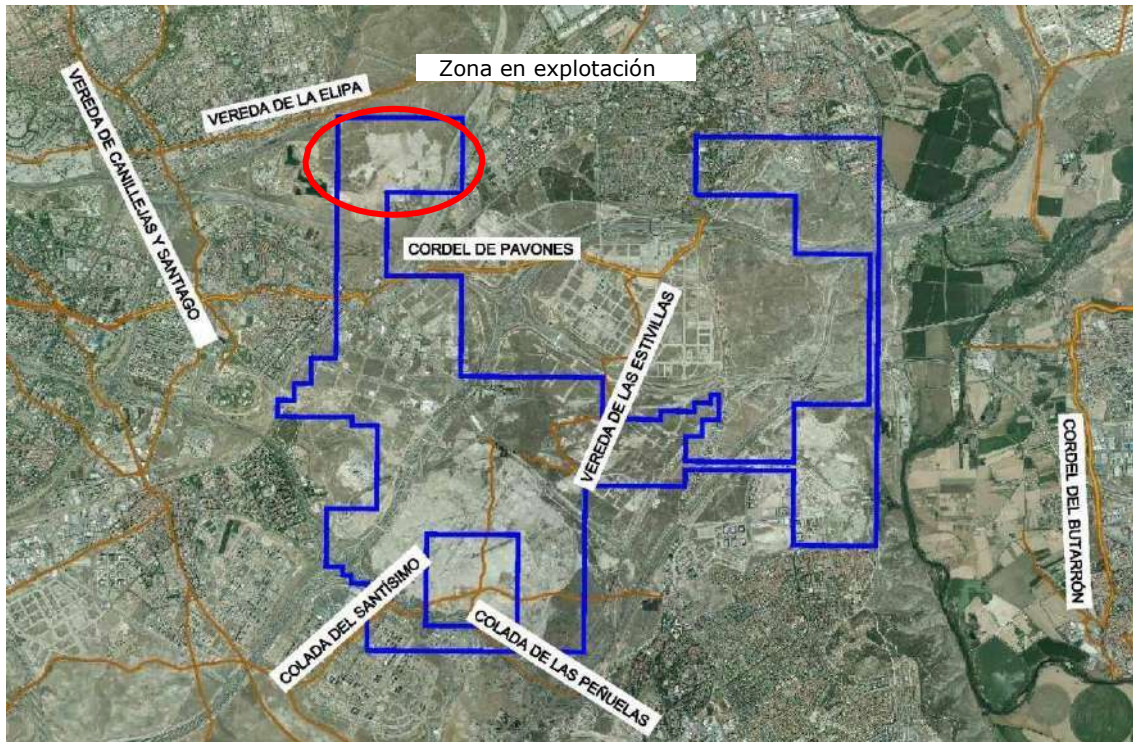 Zona en explotación
VEREDA DE LA ELIPA
VEREDA DE CANILLEJAS Y SANTIAGO
CORDEL DE PAVONES
VEREDA DE LAS ESTIVILLAS
CORDEL DEL BUTARRÓN
COLADA DEL SANTÍSIMO
COLADA DE LAS PEÑUELAS